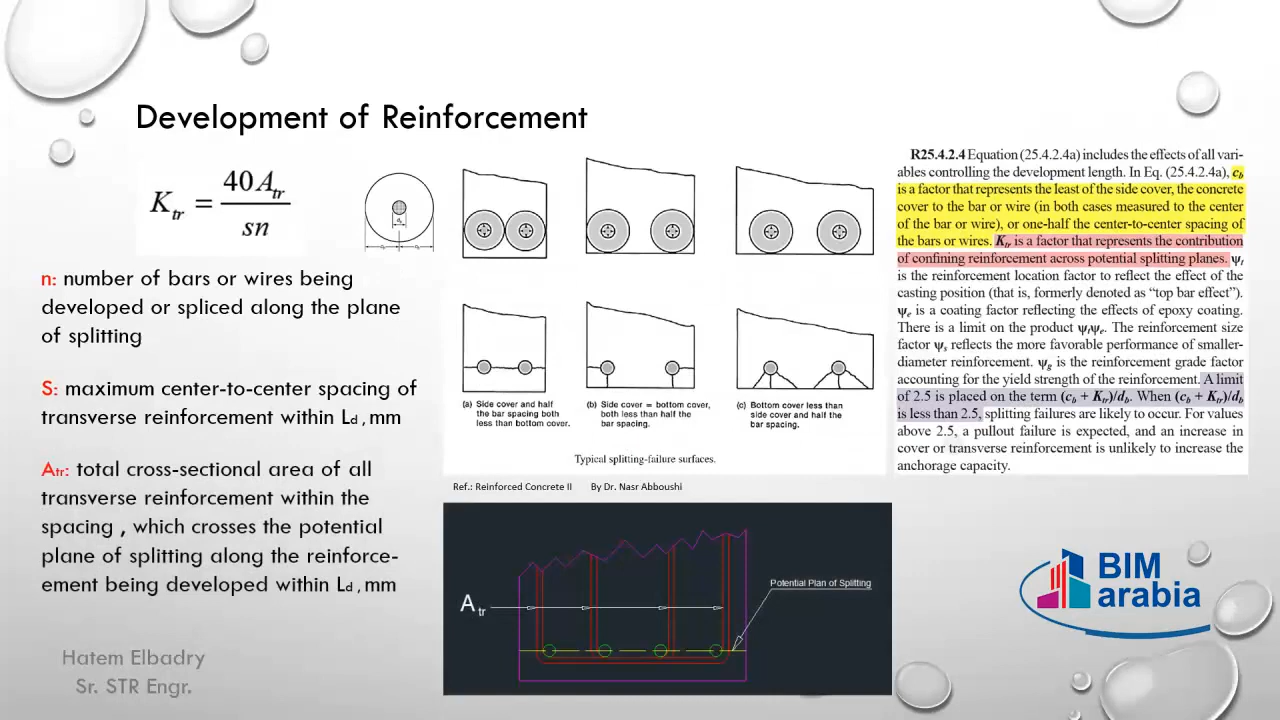 Development of Reinforcement
K_tr = 40 A_tr / sn
n: number of bars or wires being
developed or spliced along the plane
of splitting
S: maximum center-to-center spacing of
transverse reinforcement within Ld , mm
Atr: total cross-sectional area of all
transverse reinforcement within the
spacing , which crosses the potential
plane of splitting along the reinforce-
ement being developed within Ld , mm
Hatem Elbadry
Sr. STR Engr.
(a) Side cover and half
the bar spacing both
less than bottom cover.
(b) Side cover = bottom cover,
both less than half the
bar spacing.
(c) Bottom cover less than
side cover and half the
bar spacing.
Typical splitting-failure surfaces.
Ref.: Reinforced Concrete II By Dr. Nasr Abboushi
A tr
Potential Plan of Splitting
R25.4.2.4 Equation (25.4.2.4a) includes the effects of all vari-
ables controlling the development length. In Eq. (25.4.2.4a), cb
is a factor that represents the least of the side cover, the concrete
cover to the bar or wire (in both cases measured to the center
of the bar or wire), or one-half the center-to-center spacing of
the bars or wires. Ktr is a factor that represents the contribution
of confining reinforcement across potential splitting planes. ψt
is the reinforcement location factor to reflect the effect of the
casting position (that is, formerly denoted as “top bar effect”).
ψe is a coating factor reflecting the effects of epoxy coating.
There is a limit on the product ψtψe. The reinforcement size
factor ψs reflects the more favorable performance of smaller-
diameter reinforcement. ψg is the reinforcement grade factor
accounting for the yield strength of the reinforcement. A limit
of 2.5 is placed on the term (cb + Ktr)/db. When (cb + Ktr)/db
is less than 2.5, splitting failures are likely to occur. For values
above 2.5, a pullout failure is expected, and an increase in
cover or transverse reinforcement is unlikely to increase the
anchorage capacity.
BIM
arabia